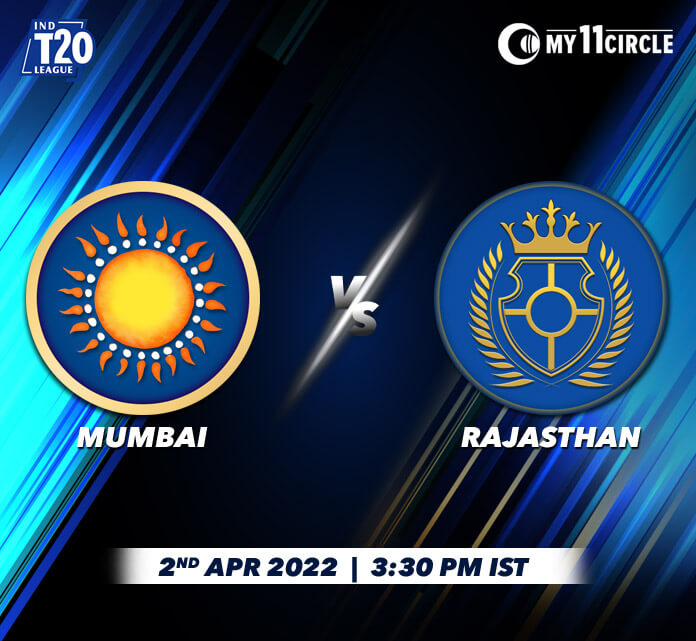 IND
T20
LEAGUE
MY11CIRCLE
VS
MUMBAI
RAJASTHAN
2ND APR 2022 | 3:30 PM IST